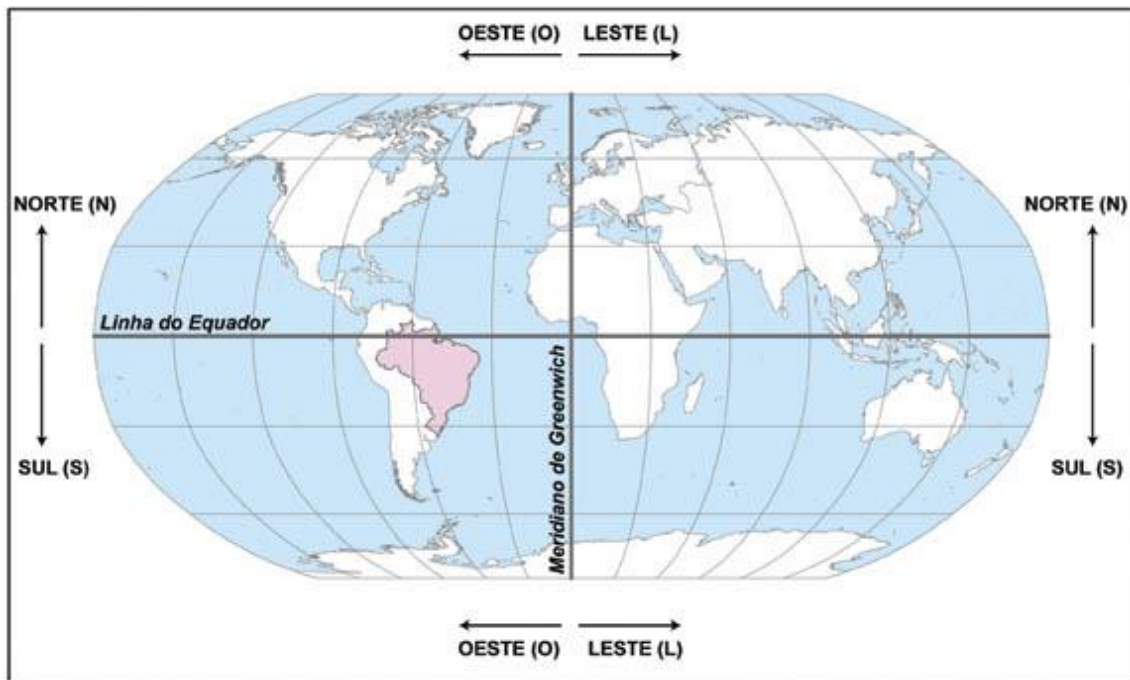 OESTE (O) LESTE (L)
NORTE (N)
NORTE (N)
Linha do Equador
Meridiano de Greenwich
SUL (S)
SUL (S)
OESTE (O) LESTE (L)